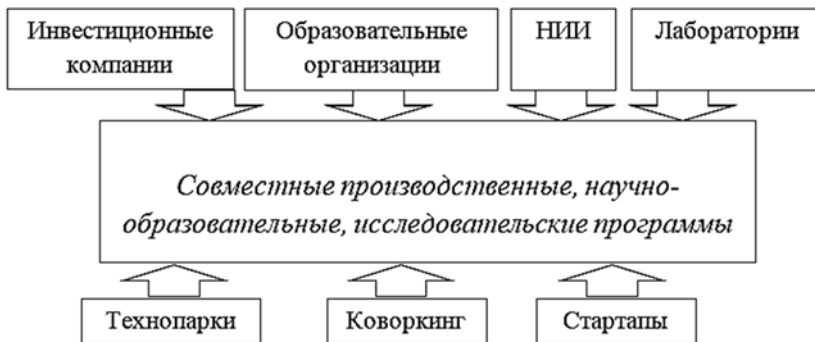 Инвестиционные
компании
Образовательные
организации
НИИ
Лаборатории
Совместные производственные, научно-
образовательные, исследовательские программы
Технопарки
Коворкинг
Стартапы